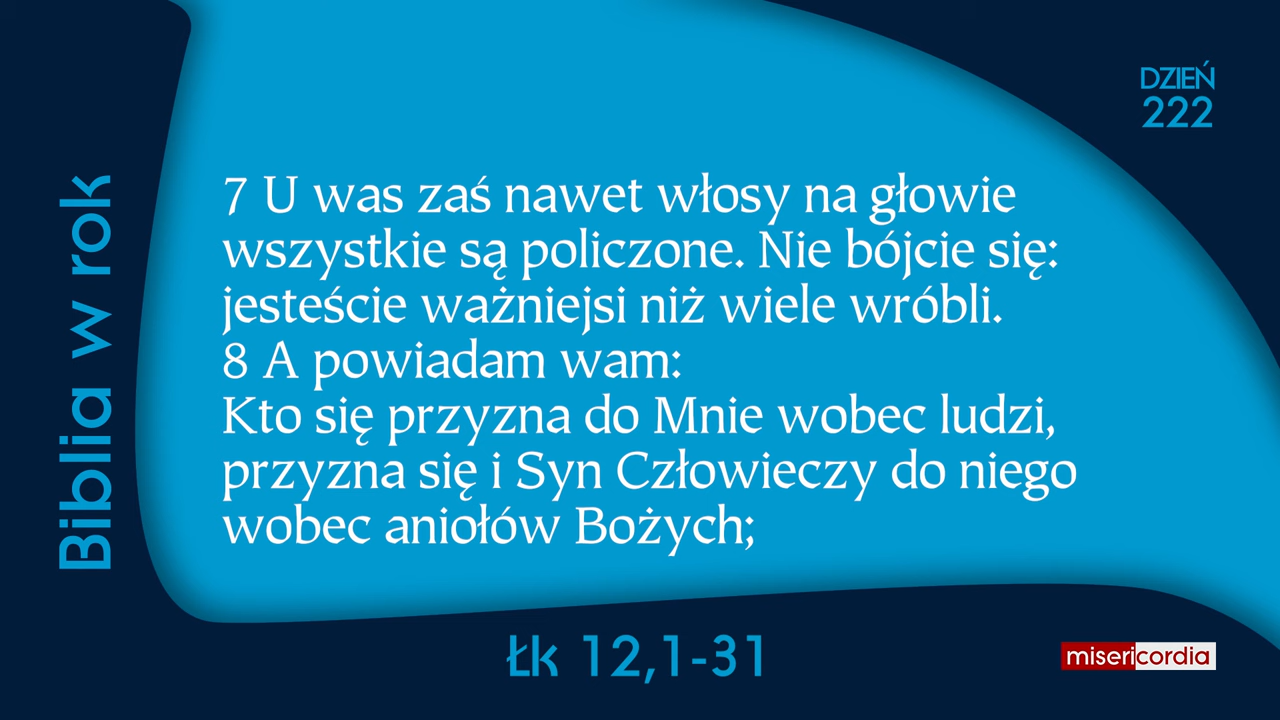 DZIEŃ
222
Biblia w rok
7 U was zaś nawet włosy na głowie
wszystkie są policzone. Nie bójcie się:
jesteście ważniejsi niż wiele wróbli.
8 A powiadam wam:
Kto się przyzna do Mnie wobec ludzi,
przyzna się i Syn Człowieczy do niego
wobec aniołów Bożych;
Łk 12,1-31
misericordia